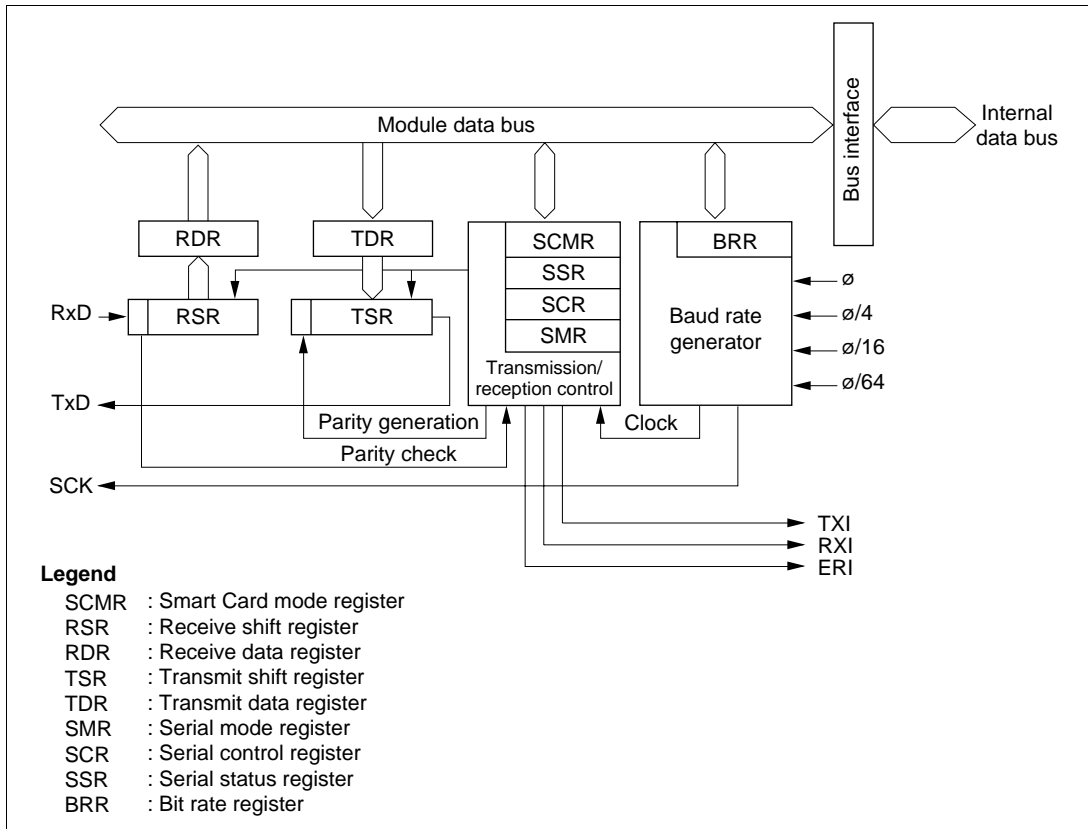 Module data bus
Bus interface
Internal
data bus
RDR
TDR
SCMR
SSR
SCR
SMR
Transmission/
reception control
BRR
Baud rate
generator
ø
ø/4
ø/16
ø/64
RxD
RSR
TSR
TxD
Parity generation
Parity check
Clock
SCK
TXI
RXI
ERI
Legend
SCMR : Smart Card mode register
RSR : Receive shift register
RDR : Receive data register
TSR : Transmit shift register
TDR : Transmit data register
SMR : Serial mode register
SCR : Serial control register
SSR : Serial status register
BRR : Bit rate register